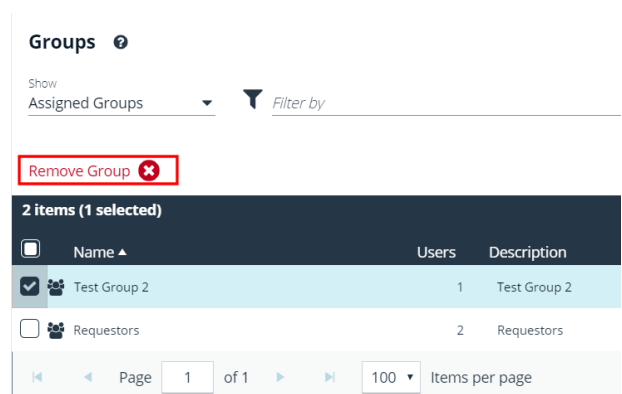 Groups ?
Show
Assigned Groups
Filter by
Remove Group
2 items (1 selected)
Name Users Description
Test Group 2 1 Test Group 2
Requestors 2 Requestors
Page 1 of 1 100 Items per page